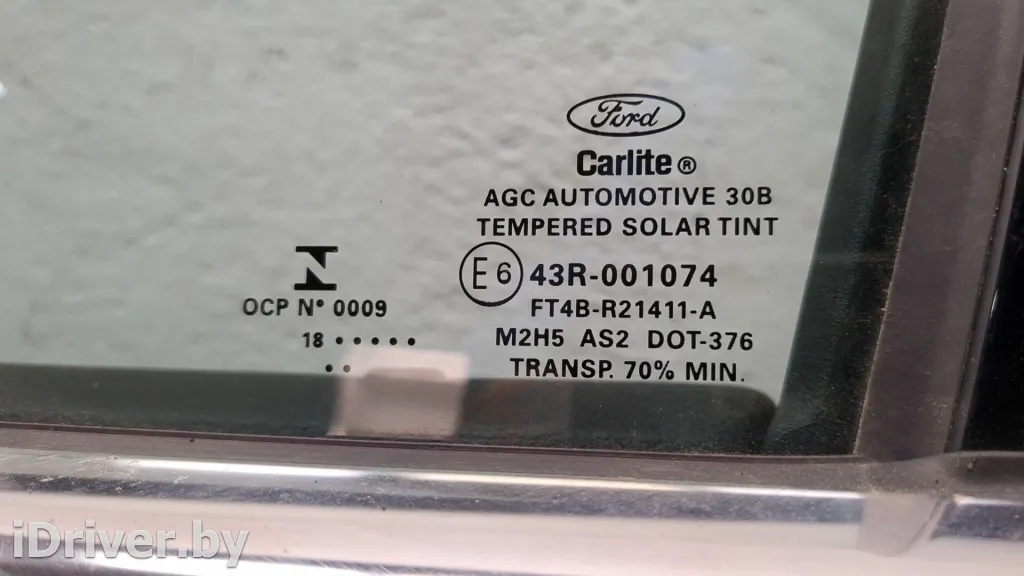 Ford
Carlite®
AGC AUTOMOTIVE 30B
TEMPERED SOLAR TINT
E6 43R-001074
FT4B-R21411-A
M2H5 AS2 DOT-376
TRANSP. 70% MIN.
OCP N° 0009
18 • • • • •
• •
iDriver.by